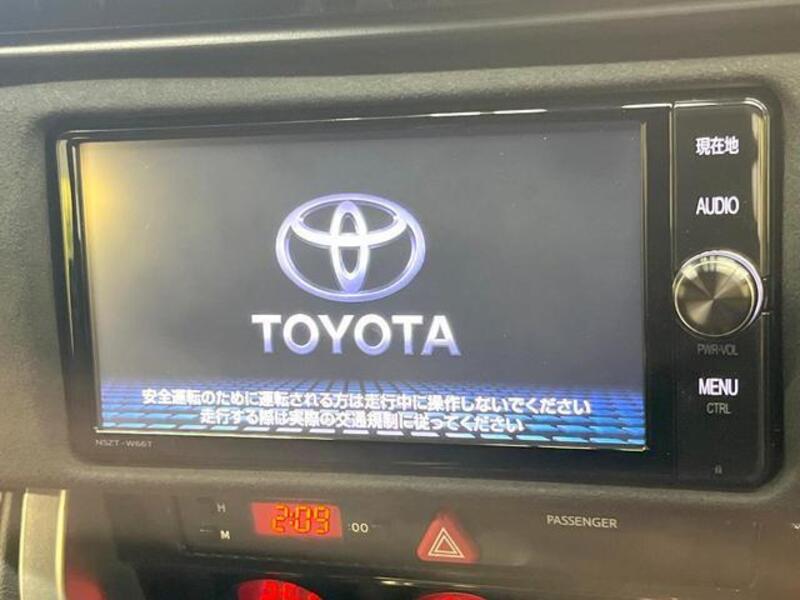 現在地
AUDIO
TOYOTA
PWR·VOL
MENU
CTRL
安全運転のために運転される方は走行中に操作しないでください
走行する際は実際の交通規制に従ってください
NSZT-W66T
H
2:09
:00
M
PASSENGER